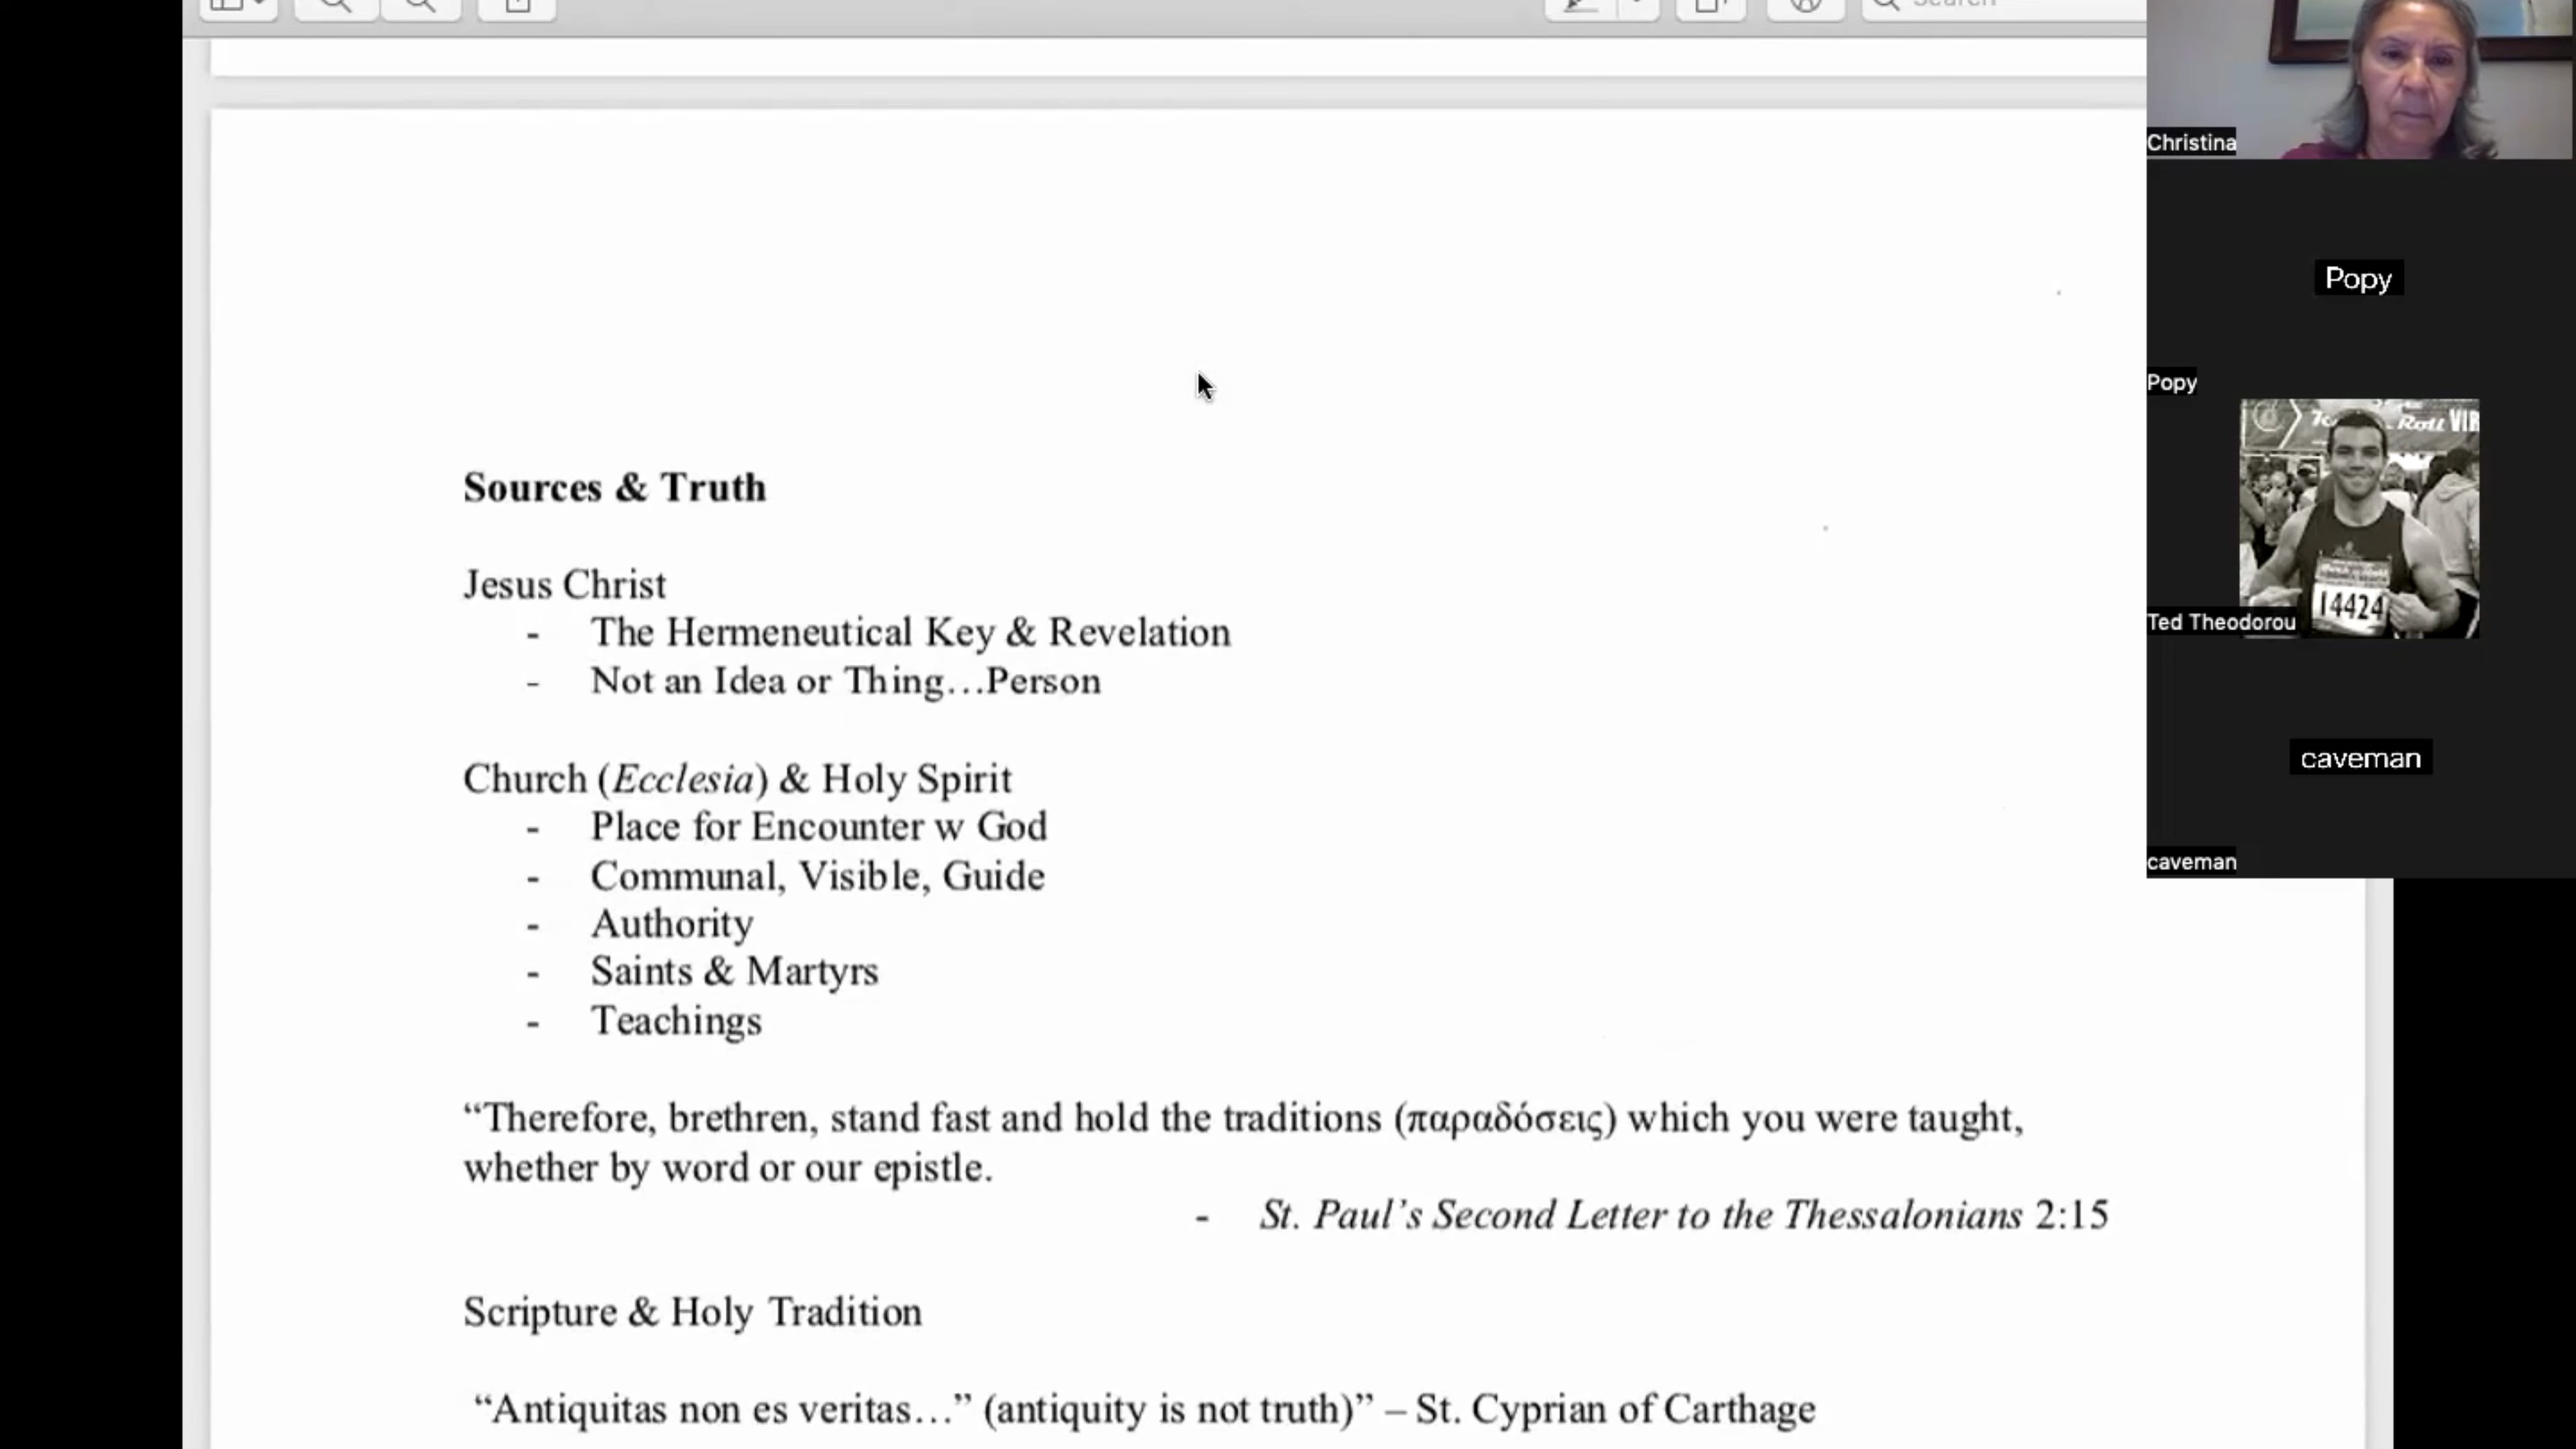 Search
Sources & Truth
Jesus Christ
- The Hermeneutical Key & Revelation
- Not an Idea or Thing…Person
Church (Ecclesia) & Holy Spirit
- Place for Encounter w God
- Communal, Visible, Guide
- Authority
- Saints & Martyrs
- Teachings
“Therefore, brethren, stand fast and hold the traditions (παραδόσεις) which you were taught,
whether by word or our epistle.
- St. Paul’s Second Letter to the Thessalonians 2:15
Scripture & Holy Tradition
“Antiquitas non es veritas…” (antiquity is not truth)” – St. Cyprian of Carthage
Christina
Popy
Popy
Roll VIR
14424
Ted Theodorou
caveman
caveman